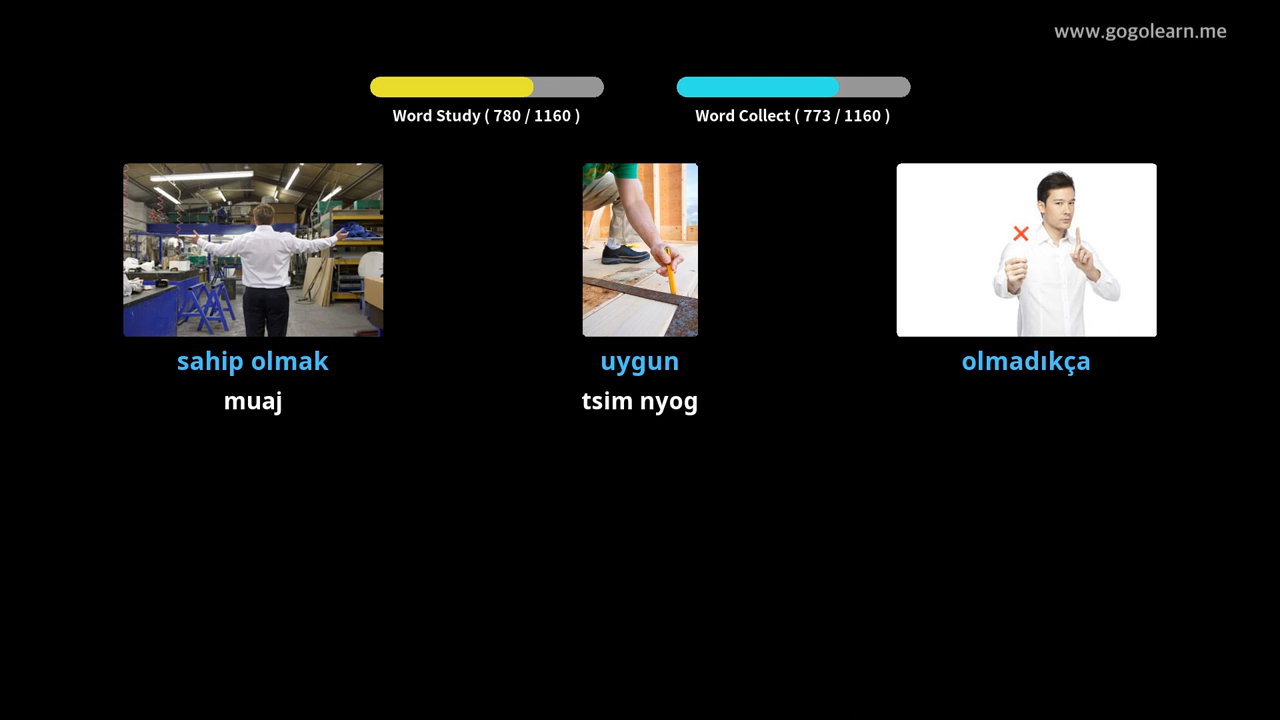 www.gogolearn.me
Word Study ( 780 / 1160 )
Word Collect ( 773 / 1160 )
sahip olmak
muaj
uygun
tsim nyog
olmadıkça